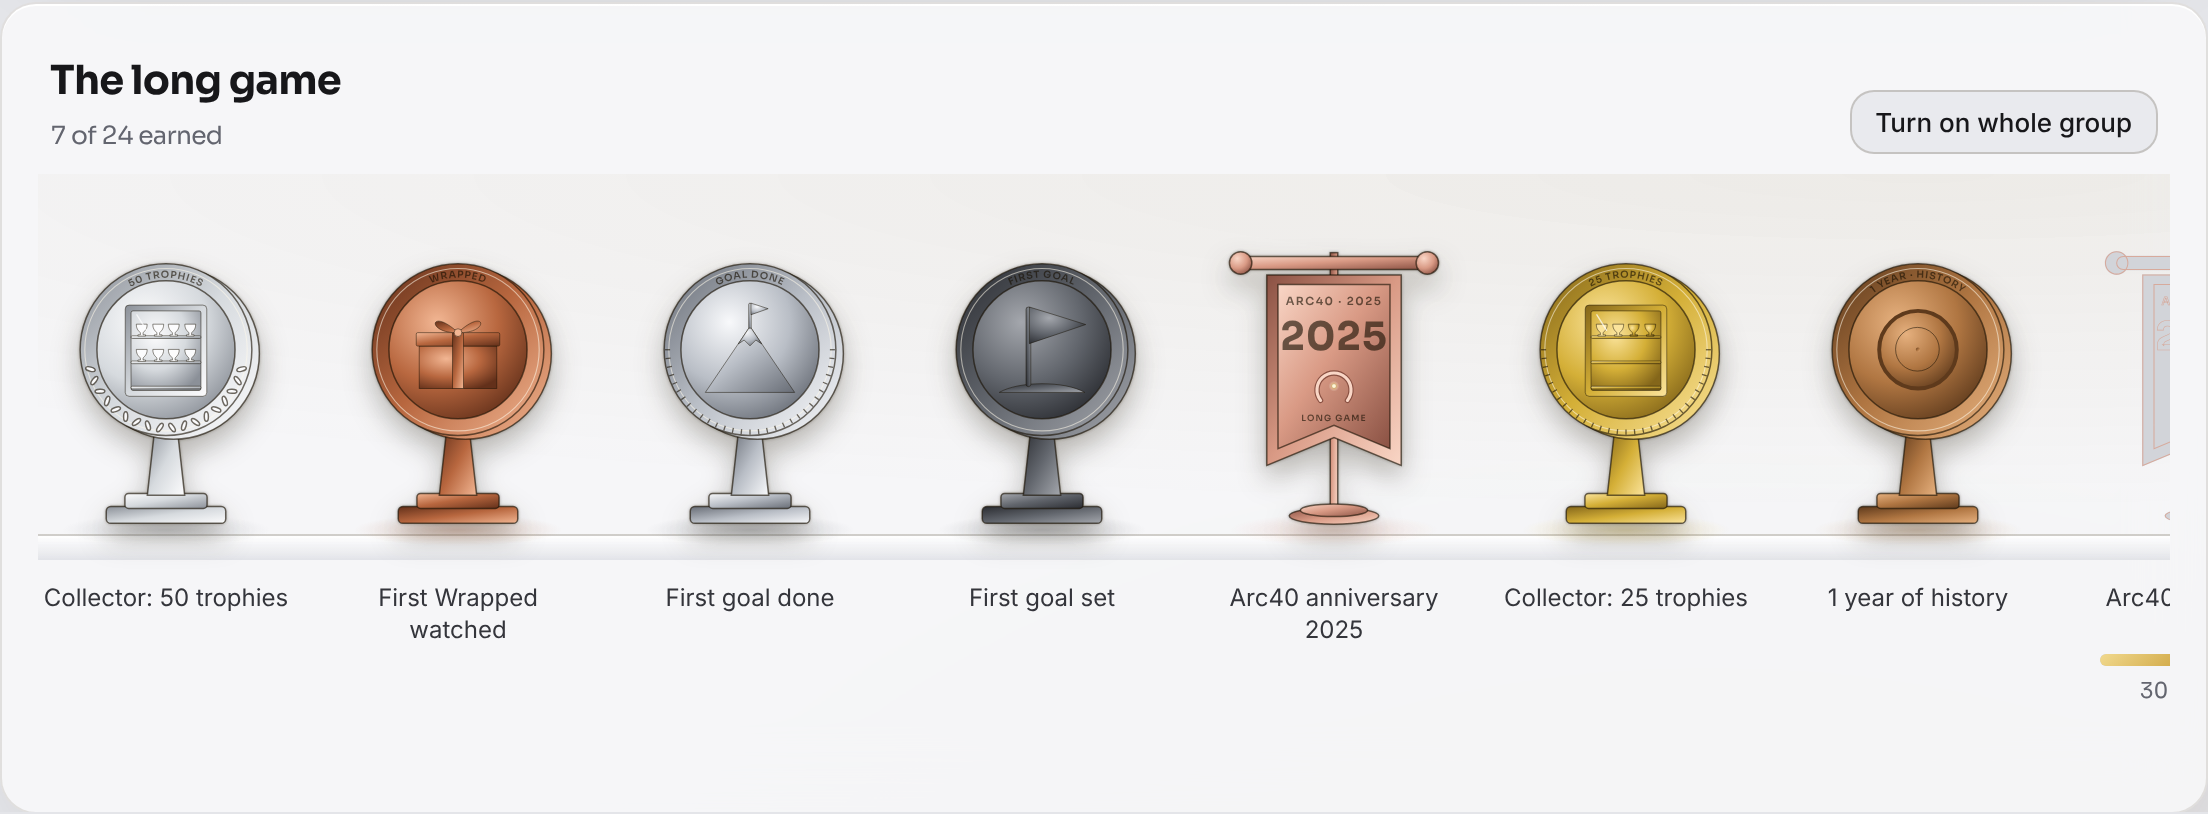 The long game
7 of 24 earned
Turn on whole group
50 TROPHIES
WRAPPED
GOAL DONE
FIRST GOAL
ARC40 · 2025
2025
LONG GAME
25 TROPHIES
1 YEAR · HISTORY
Collector: 50 trophies
First Wrapped
watched
First goal done
First goal set
Arc40 anniversary
2025
Collector: 25 trophies
1 year of history
Arc40
30